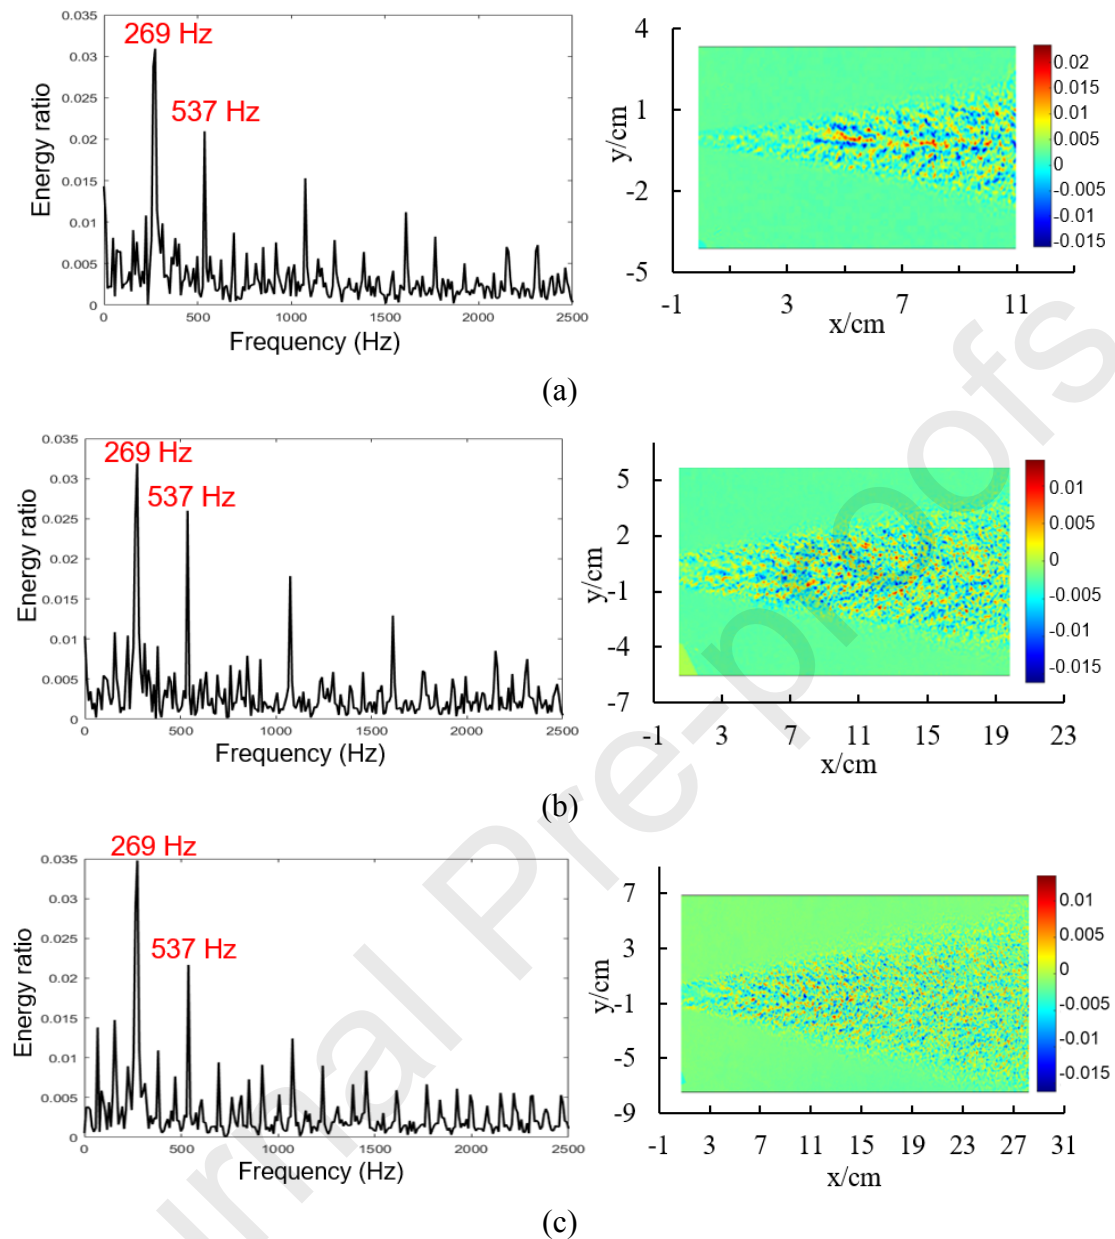 0.035
0.03
0.025
0.02
0.015
0.01
0.005
0
269 Hz
537 Hz
Energy ratio
0 500 1000 1500 2000 2500
Frequency (Hz)
4
1
-2
-5
y/cm
-1 3 7 11
x/cm
0.02
0.015
0.01
0.005
0
-0.005
-0.01
-0.015
(a)
0.035
0.03
0.025
0.02
0.015
0.01
0.005
0
269 Hz
537 Hz
Energy ratio
0 500 1000 1500 2000 2500
Frequency (Hz)
5
2
-1
-4
-7
y/cm
-1 3 7 11 15 19 23
x/cm
0.01
0.005
0
-0.005
-0.01
-0.015
(b)
0.035
0.03
0.025
0.02
0.015
0.01
0.005
0
269 Hz
537 Hz
Energy ratio
0 500 1000 1500 2000 2500
Frequency (Hz)
7
3
-1
-5
-9
y/cm
-1 3 7 11 15 19 23 27 31
x/cm
0.01
0.005
0
-0.005
-0.01
-0.015
(c)
urnal Pre-proofs